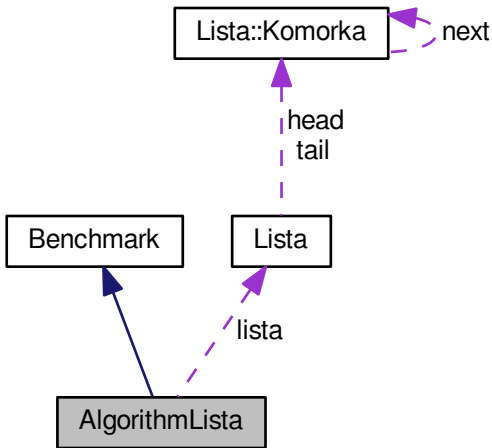 Lista::Komorka
next
head
tail
Benchmark
Lista
lista
AlgorithmLista